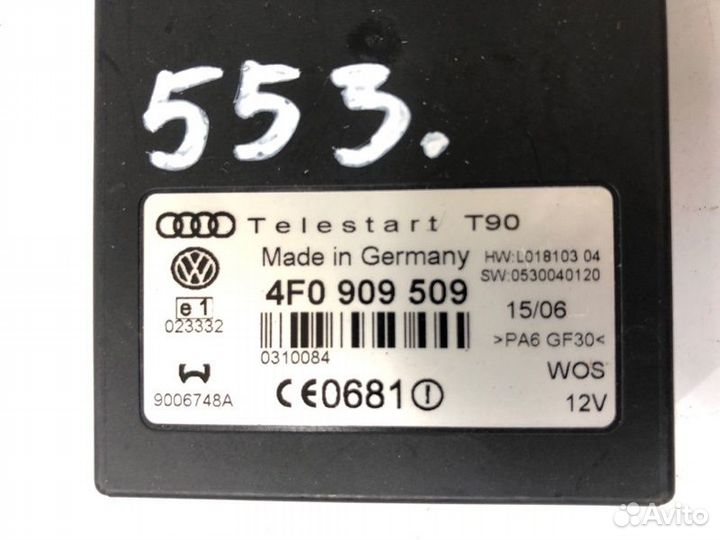 553.
Telestart T90
Made in Germany
HW:L018103 04
SW:0530040120
4F0 909 509
e1
023332
15/06
0310084
>PA6 GF30<
9006748A
CE0681
WOS
12V
Avito